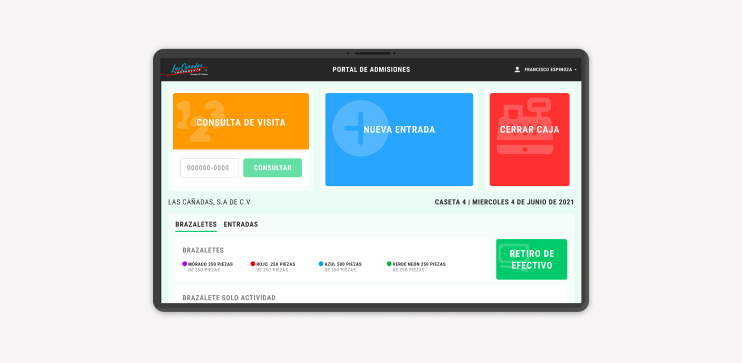 Las Cañadas
PORTAL DE ADMISIONES
FRANCISCO ESPINOZA
123
CONSULTA DE VISITA
NUEVA ENTRADA
CERRAR CAJA
000000-0000
CONSULTAR
LAS CAÑADAS, S.A DE C.V
CASETA 4 | MIERCOLES 4 DE JUNIO DE 2021
BRAZALETES ENTRADAS
BRAZALETES
MORADO 250 PIEZAS
DE 250 PIEZAS
ROJO 250 PIEZAS
DE 250 PIEZAS
AZUL 500 PIEZAS
DE 500 PIEZAS
VERDE NEÓN 250 PIEZAS
DE 250 PIEZAS
RETIRO DE
EFECTIVO
BRAZALETE SOLO ACTIVIDAD